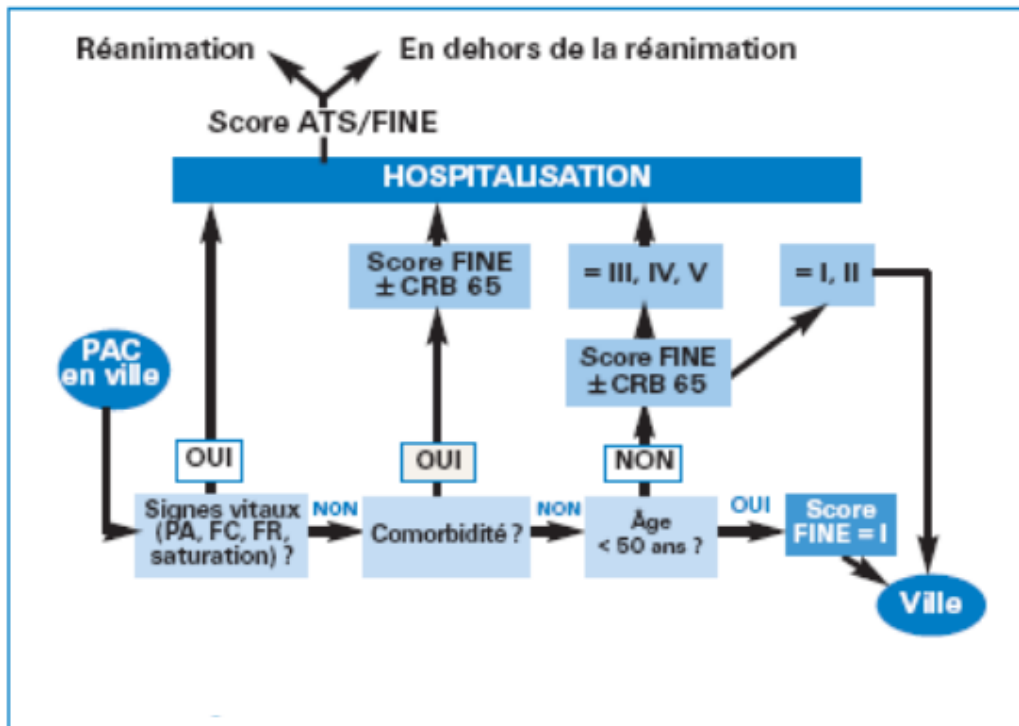 Réanimation
En dehors de la réanimation
Score ATS/FINE
HOSPITALISATION
Score FINE
± CRB 65
= III, IV, V
= I, II
PAC
en ville
Score FINE
± CRB 65
OUI
OUI
NON
Signes vitaux
(PA, FC, FR,
saturation) ?
NON
Comorbidité ?
NON
Âge
< 50 ans ?
OUI
Score
FINE = I
Ville